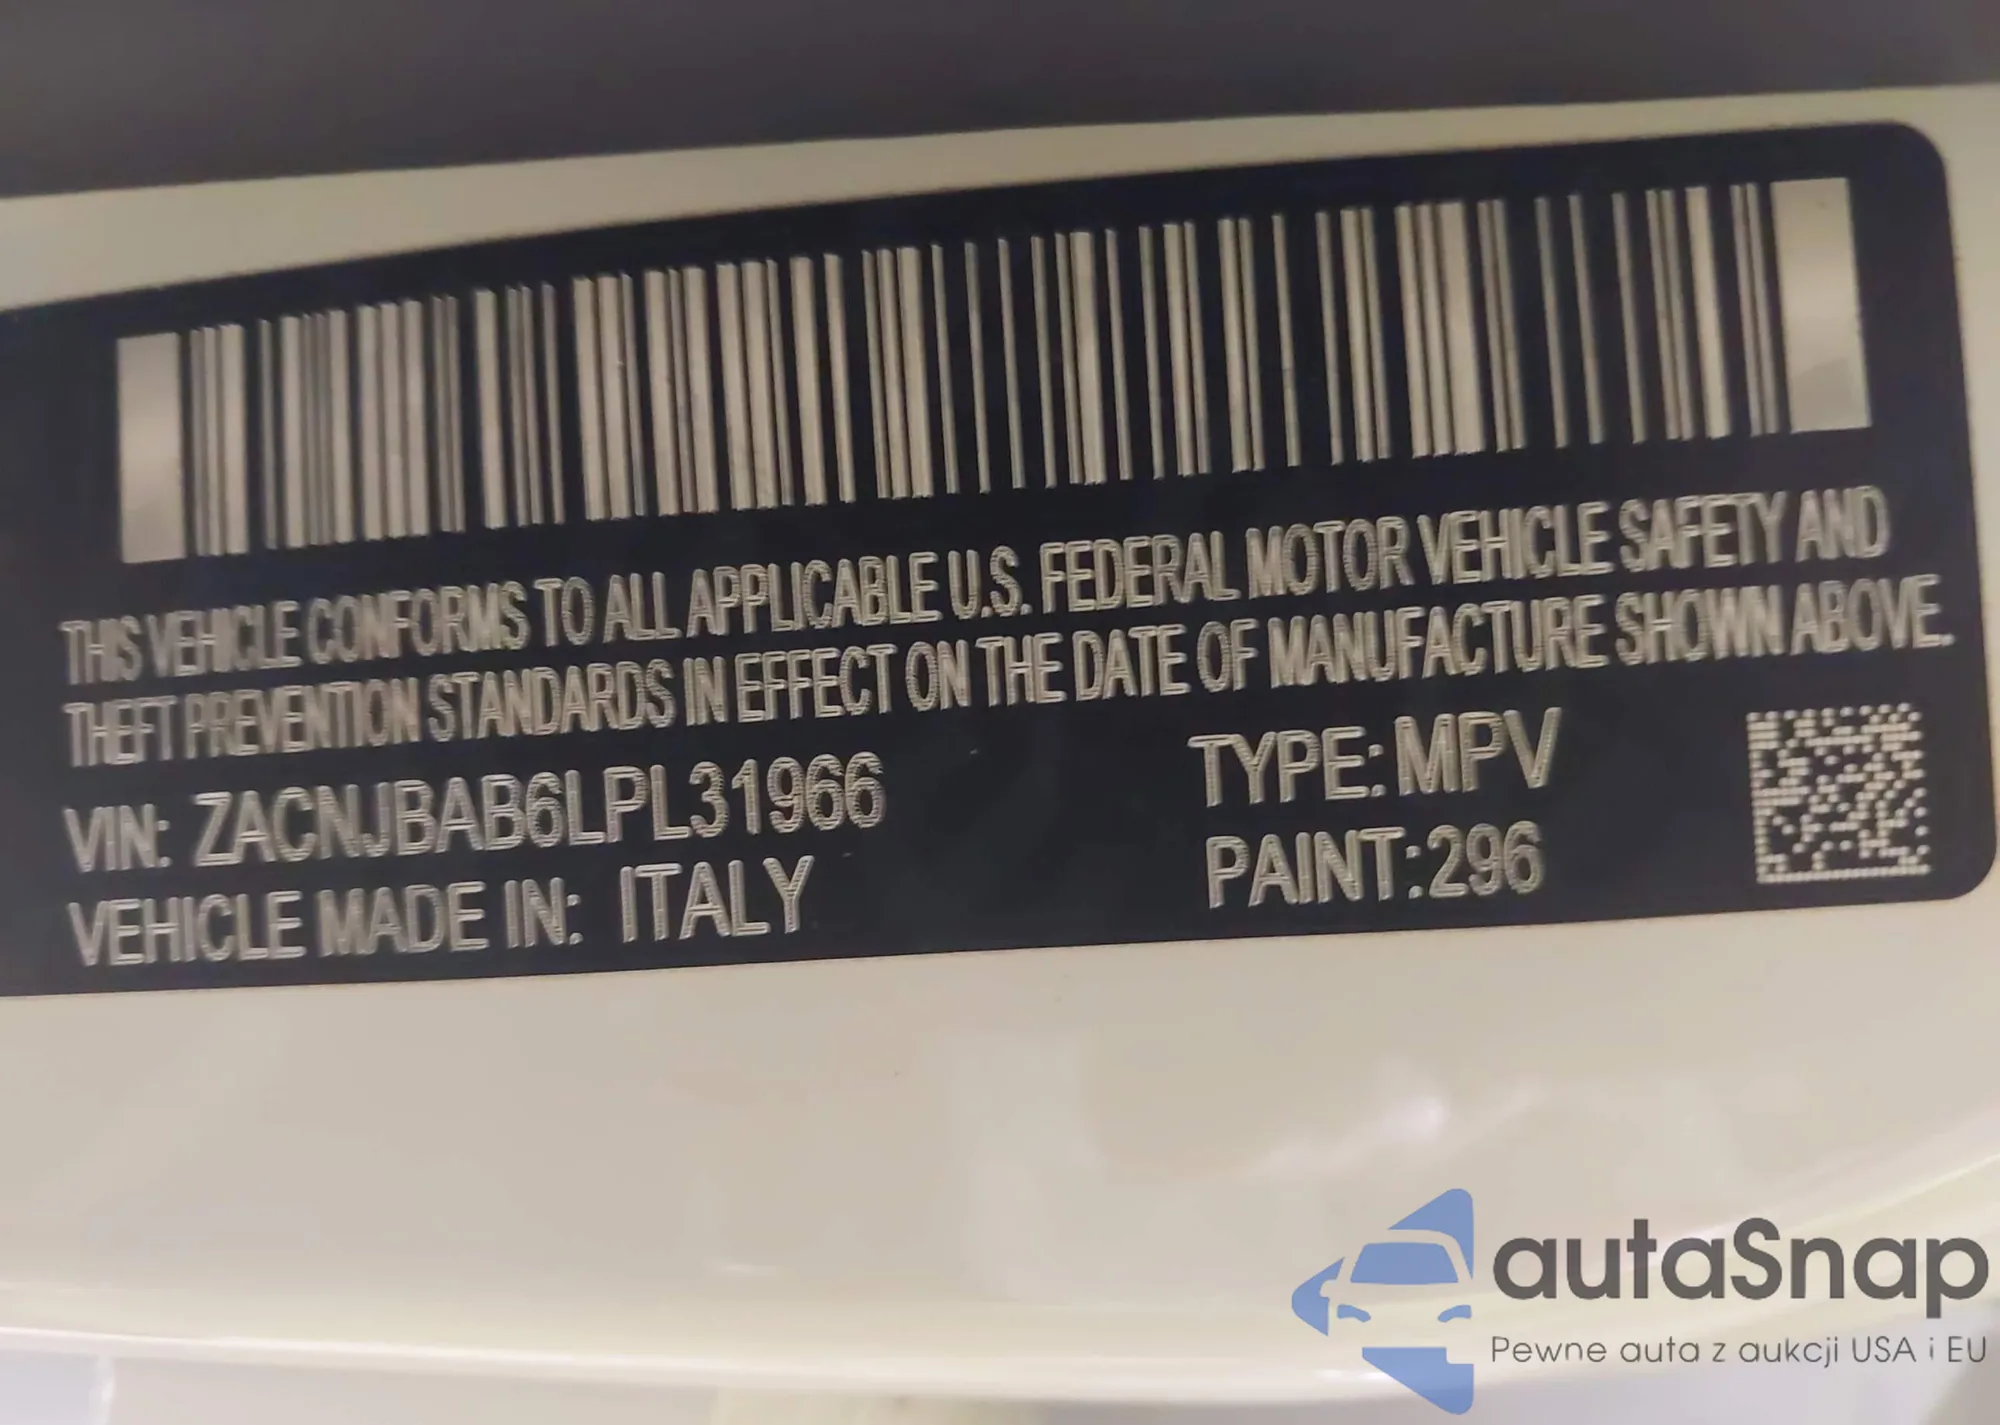 THIS VEHICLE CONFORMS TO ALL APPLICABLE U.S. FEDERAL MOTOR VEHICLE SAFETY AND
THEFT PREVENTION STANDARDS IN EFFECT ON THE DATE OF MANUFACTURE SHOWN ABOVE.
VIN: ZACNJBAB6LPL31966 TYPE: MPV
VEHICLE MADE IN: ITALY PAINT:296
autaSnap
Pewne auta z aukcji USA i EU